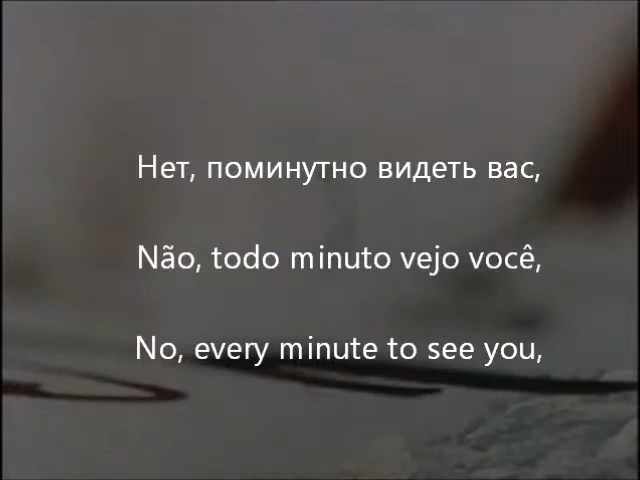 Нет, поминутно видеть вас,
Não, todo minuto vejo você,
No, every minute to see you,